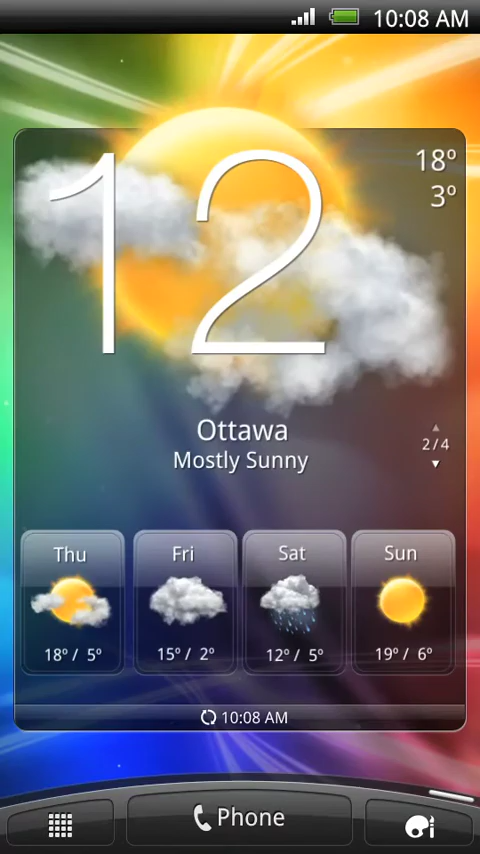 10:08 AM
12
18º
3º
Ottawa
Mostly Sunny
2/4
Thu
Fri
Sat
Sun
18º / 5º
15º / 2º
12º / 5º
19º / 6º
10:08 AM
Phone